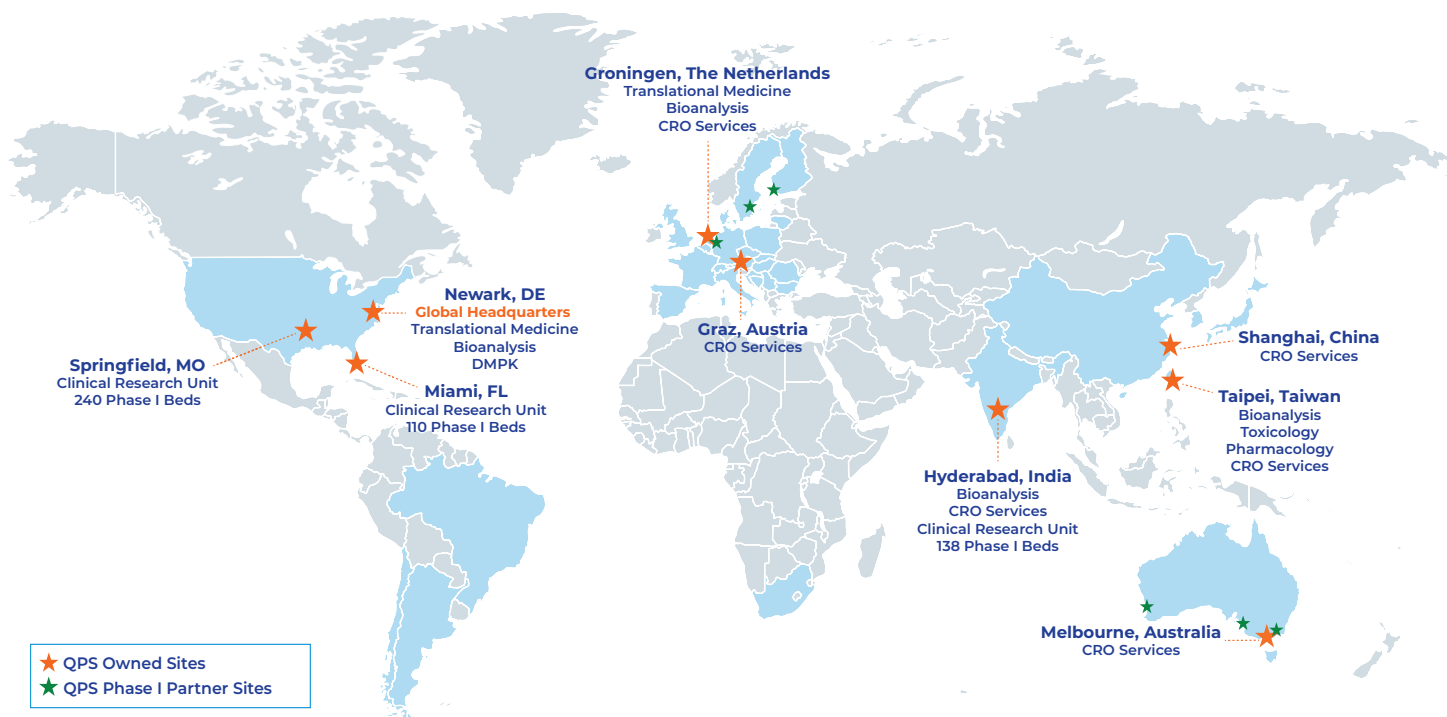 Groningen, The Netherlands
Translational Medicine
Bioanalysis
CRO Services
Newark, DE
Global Headquarters
Translational Medicine
Bioanalysis
DMPK
Springfield, MO
Clinical Research Unit
240 Phase I Beds
Miami, FL
Clinical Research Unit
110 Phase I Beds
Graz, Austria
CRO Services
Shanghai, China
CRO Services
Taipei, Taiwan
Bioanalysis
Toxicology
Pharmacology
CRO Services
Hyderabad, India
Bioanalysis
CRO Services
Clinical Research Unit
138 Phase I Beds
Melbourne, Australia
CRO Services
QPS Owned Sites
QPS Phase I Partner Sites